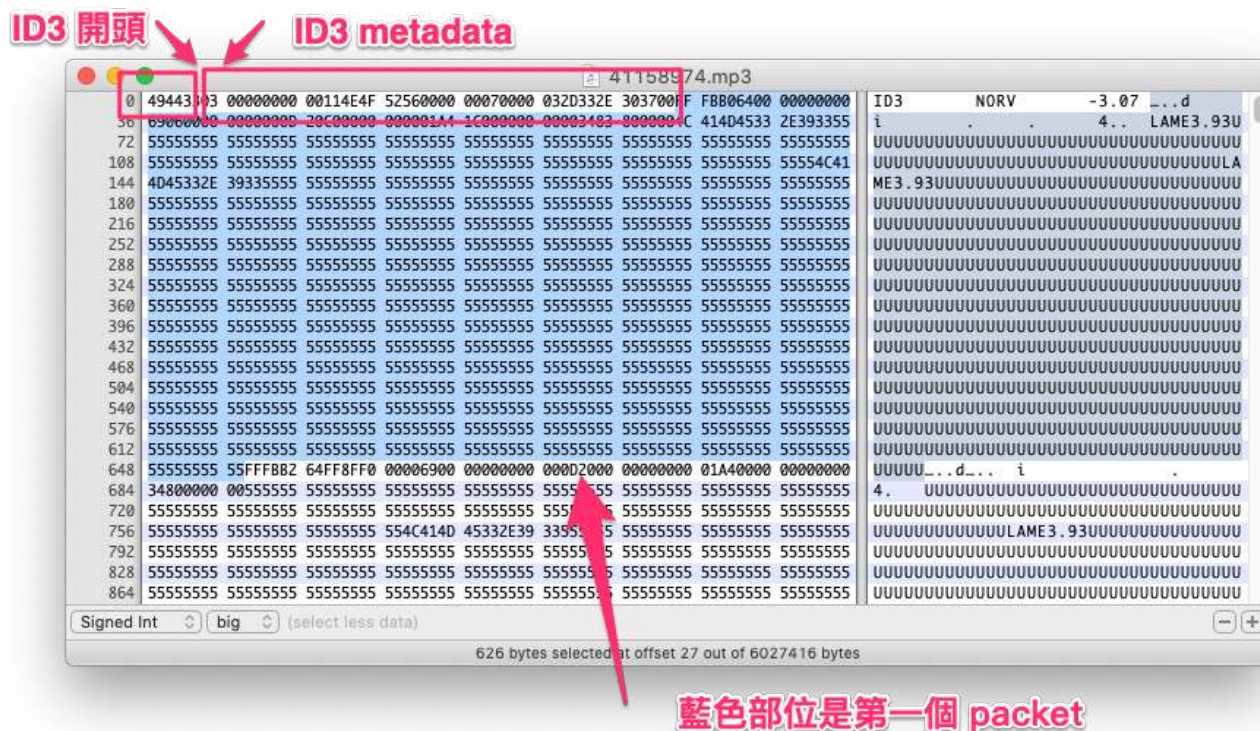 ID3 開頭
ID3 metadata
41158974.mp3
0 49443303 00000000 00114E4F 52560000 00070000 032D332E 303700FF FBB06400 00000000 ID3 NORV -3.07 _..d
36 69060000 0000000D 20C00000 000001A4 1C000000 00003483 8000004C 414D4533 2E393355 i . . 4.. LAME3.93U
72 55555555 55555555 55555555 55555555 55555555 55555555 55555555 55555555 55555555 UUUUUUUUUUUUUUUUUUUUUUUUUUUUUUUUUUUU
108 55555555 55555555 55555555 55555555 55555555 55555555 55555555 55555555 55554C41 UUUUUUUUUUUUUUUUUUUUUUUUUUUUUUUUUULA
144 4D45332E 39335555 55555555 55555555 55555555 55555555 55555555 55555555 55555555 ME3.93UUUUUUUUUUUUUUUUUUUUUUUUUUUUUU
180 55555555 55555555 55555555 55555555 55555555 55555555 55555555 55555555 55555555 UUUUUUUUUUUUUUUUUUUUUUUUUUUUUUUUUUUU
216 55555555 55555555 55555555 55555555 55555555 55555555 55555555 55555555 55555555 UUUUUUUUUUUUUUUUUUUUUUUUUUUUUUUUUUUU
252 55555555 55555555 55555555 55555555 55555555 55555555 55555555 55555555 55555555 UUUUUUUUUUUUUUUUUUUUUUUUUUUUUUUUUUUU
288 55555555 55555555 55555555 55555555 55555555 55555555 55555555 55555555 55555555 UUUUUUUUUUUUUUUUUUUUUUUUUUUUUUUUUUUU
324 55555555 55555555 55555555 55555555 55555555 55555555 55555555 55555555 55555555 UUUUUUUUUUUUUUUUUUUUUUUUUUUUUUUUUUUU
360 55555555 55555555 55555555 55555555 55555555 55555555 55555555 55555555 55555555 UUUUUUUUUUUUUUUUUUUUUUUUUUUUUUUUUUUU
396 55555555 55555555 55555555 55555555 55555555 55555555 55555555 55555555 55555555 UUUUUUUUUUUUUUUUUUUUUUUUUUUUUUUUUUUU
432 55555555 55555555 55555555 55555555 55555555 55555555 55555555 55555555 55555555 UUUUUUUUUUUUUUUUUUUUUUUUUUUUUUUUUUUU
468 55555555 55555555 55555555 55555555 55555555 55555555 55555555 55555555 55555555 UUUUUUUUUUUUUUUUUUUUUUUUUUUUUUUUUUUU
504 55555555 55555555 55555555 55555555 55555555 55555555 55555555 55555555 55555555 UUUUUUUUUUUUUUUUUUUUUUUUUUUUUUUUUUUU
540 55555555 55555555 55555555 55555555 55555555 55555555 55555555 55555555 55555555 UUUUUUUUUUUUUUUUUUUUUUUUUUUUUUUUUUUU
576 55555555 55555555 55555555 55555555 55555555 55555555 55555555 55555555 55555555 UUUUUUUUUUUUUUUUUUUUUUUUUUUUUUUUUUUU
612 55555555 55555555 55555555 55555555 55555555 55555555 55555555 55555555 55555555 UUUUUUUUUUUUUUUUUUUUUUUUUUUUUUUUUUUU
648 55555555 55FFFBB2 64FF8FF0 00006900 00000000 000D2000 00000000 01A40000 00000000 UUUUU_..d_.. i .
684 34800000 00555555 55555555 55555555 55555555 55555555 55555555 55555555 55555555 4. UUUUUUUUUUUUUUUUUUUUUUUUUUUUUUU
720 55555555 55555555 55555555 55555555 55555555 55555555 55555555 55555555 55555555 UUUUUUUUUUUUUUUUUUUUUUUUUUUUUUUUUUUU
756 55555555 55555555 55555555 554C414D 45332E39 33555555 55555555 55555555 55555555 UUUUUUUUUUUUULAME3.93UUUUUUUUUUUUUUU
792 55555555 55555555 55555555 55555555 55555555 55555555 55555555 55555555 55555555 UUUUUUUUUUUUUUUUUUUUUUUUUUUUUUUUUUUU
828 55555555 55555555 55555555 55555555 55555555 55555555 55555555 55555555 55555555 UUUUUUUUUUUUUUUUUUUUUUUUUUUUUUUUUUUU
864 55555555 55555555 55555555 55555555 55555555 55555555 55555555 55555555 55555555 UUUUUUUUUUUUUUUUUUUUUUUUUUUUUUUUUUUU
Signed Int big (select less data)
626 bytes selected at offset 27 out of 6027416 bytes
藍色部位是第一個 packet